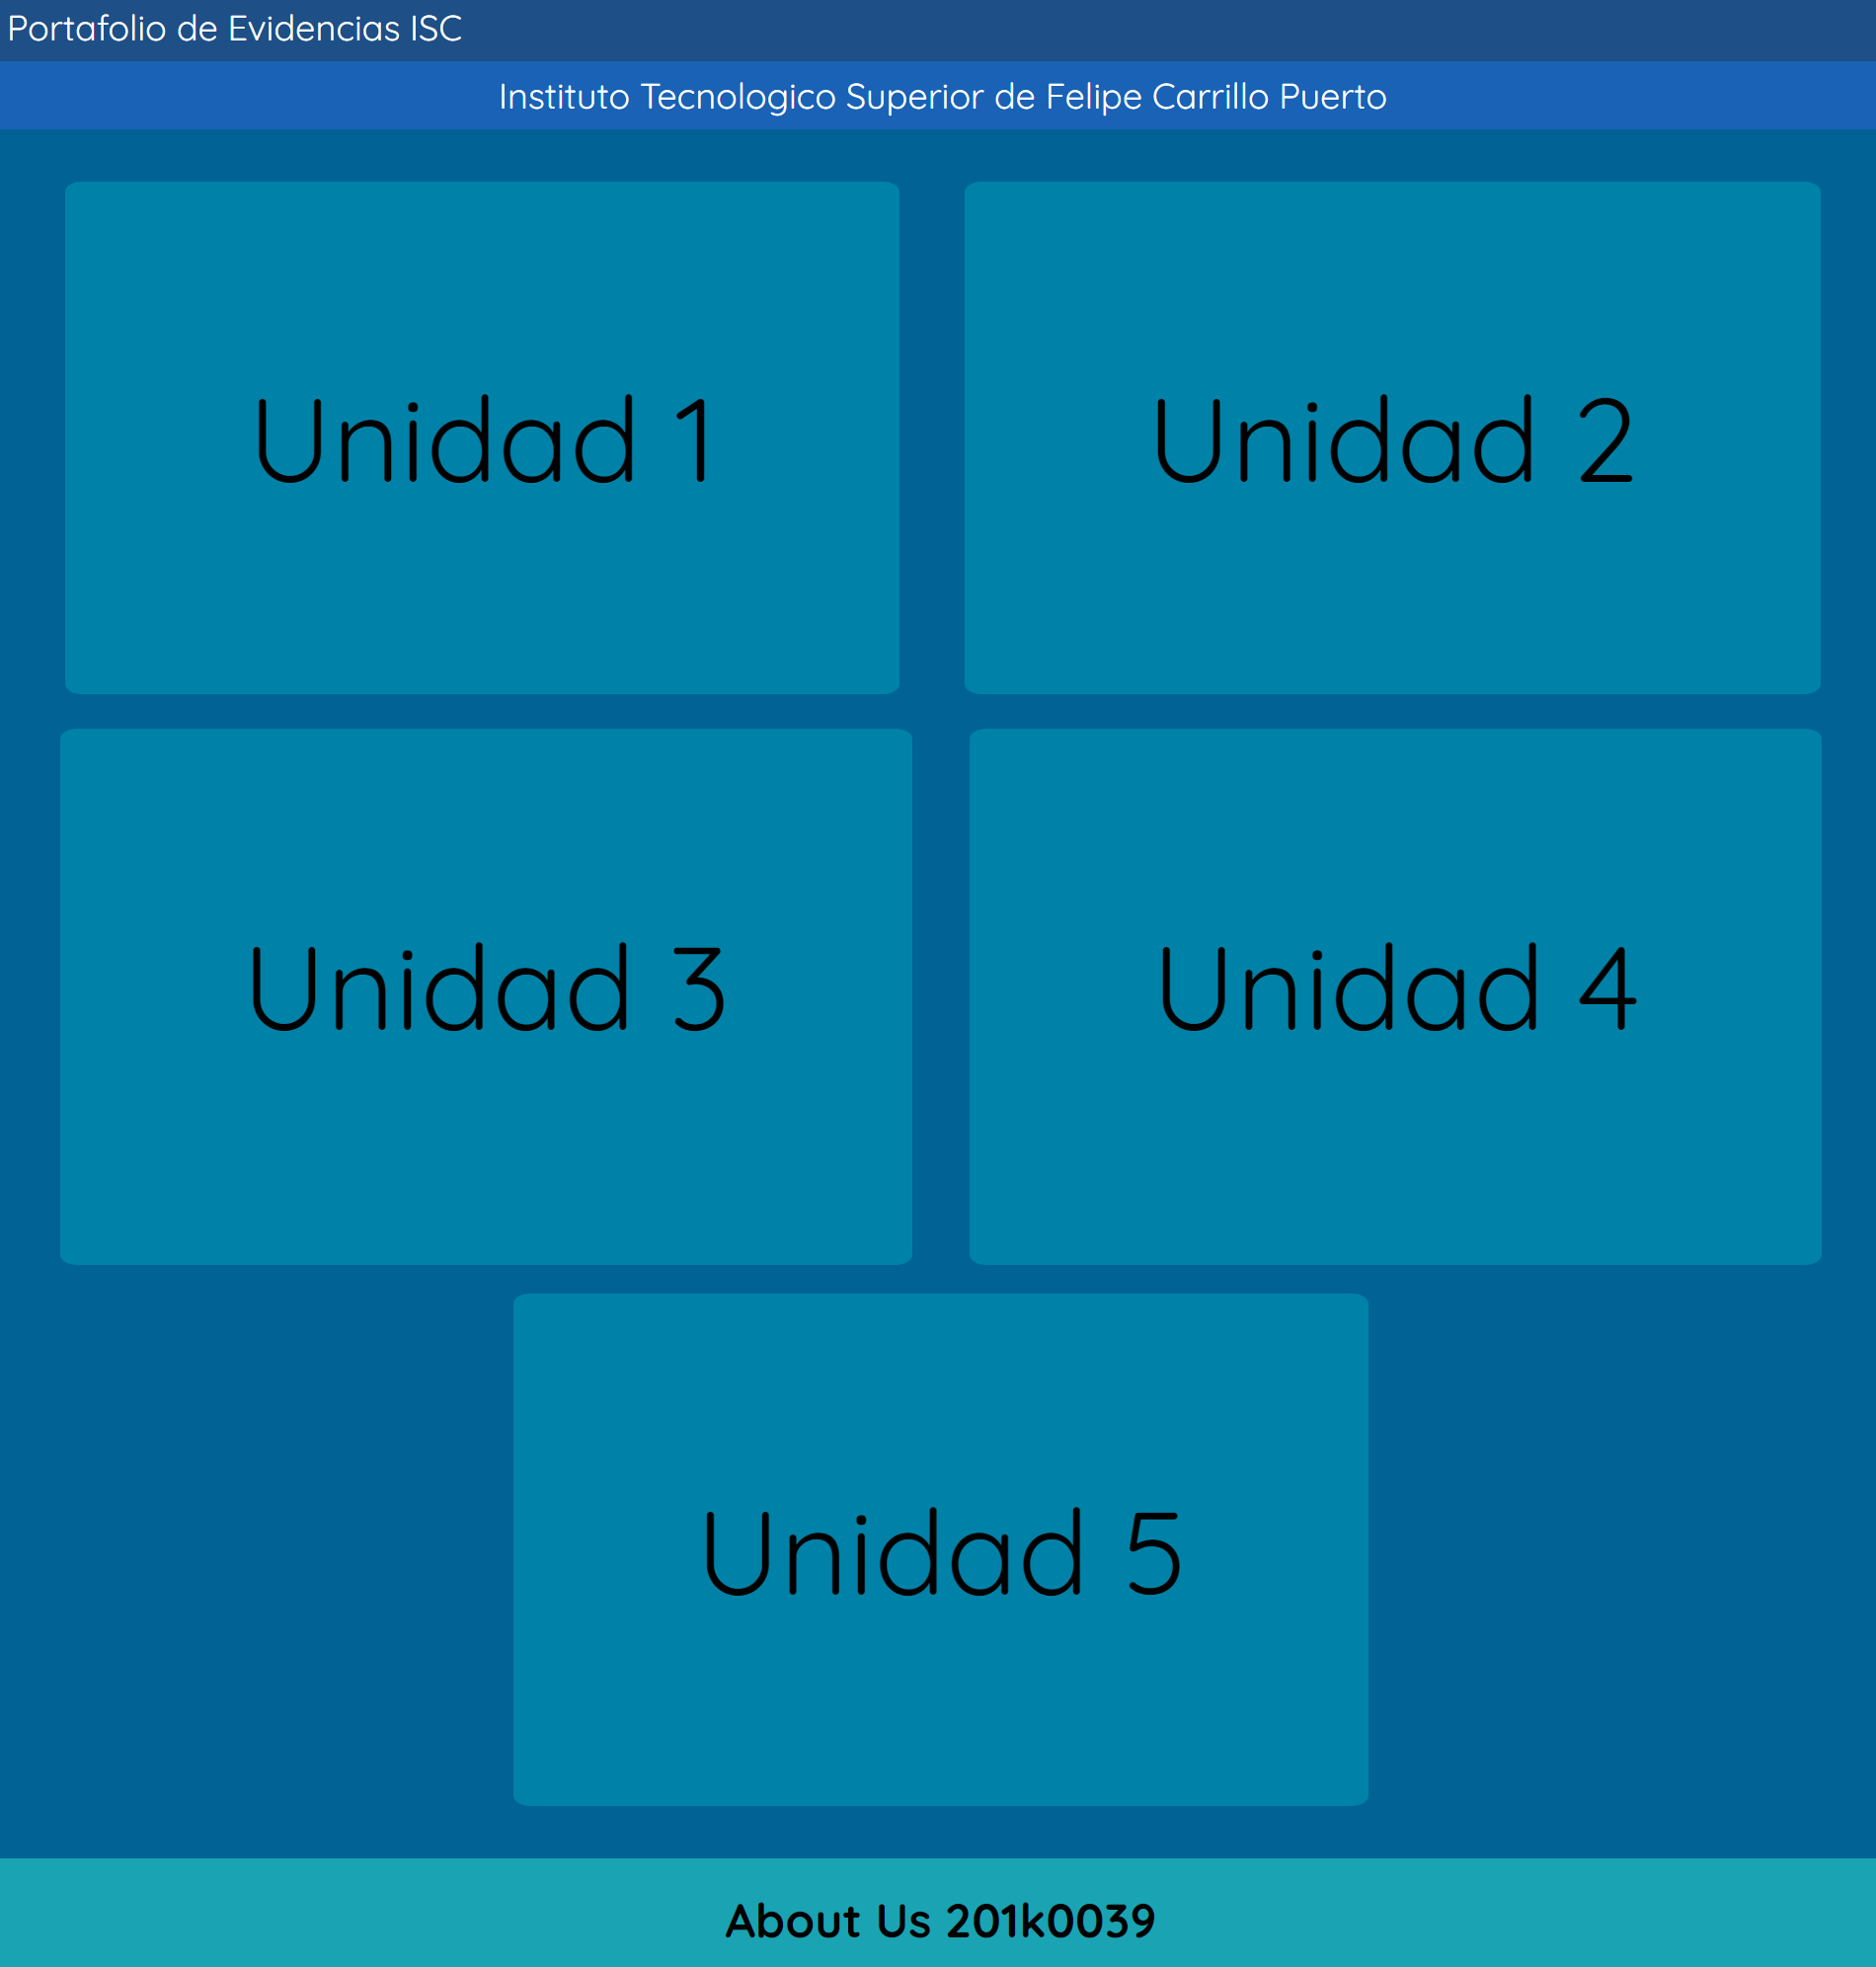 Portafolio de Evidencias ISC
Instituto Tecnologico Superior de Felipe Carrillo Puerto
Unidad 1
Unidad 2
Unidad 3
Unidad 4
Unidad 5
About Us 201k0039